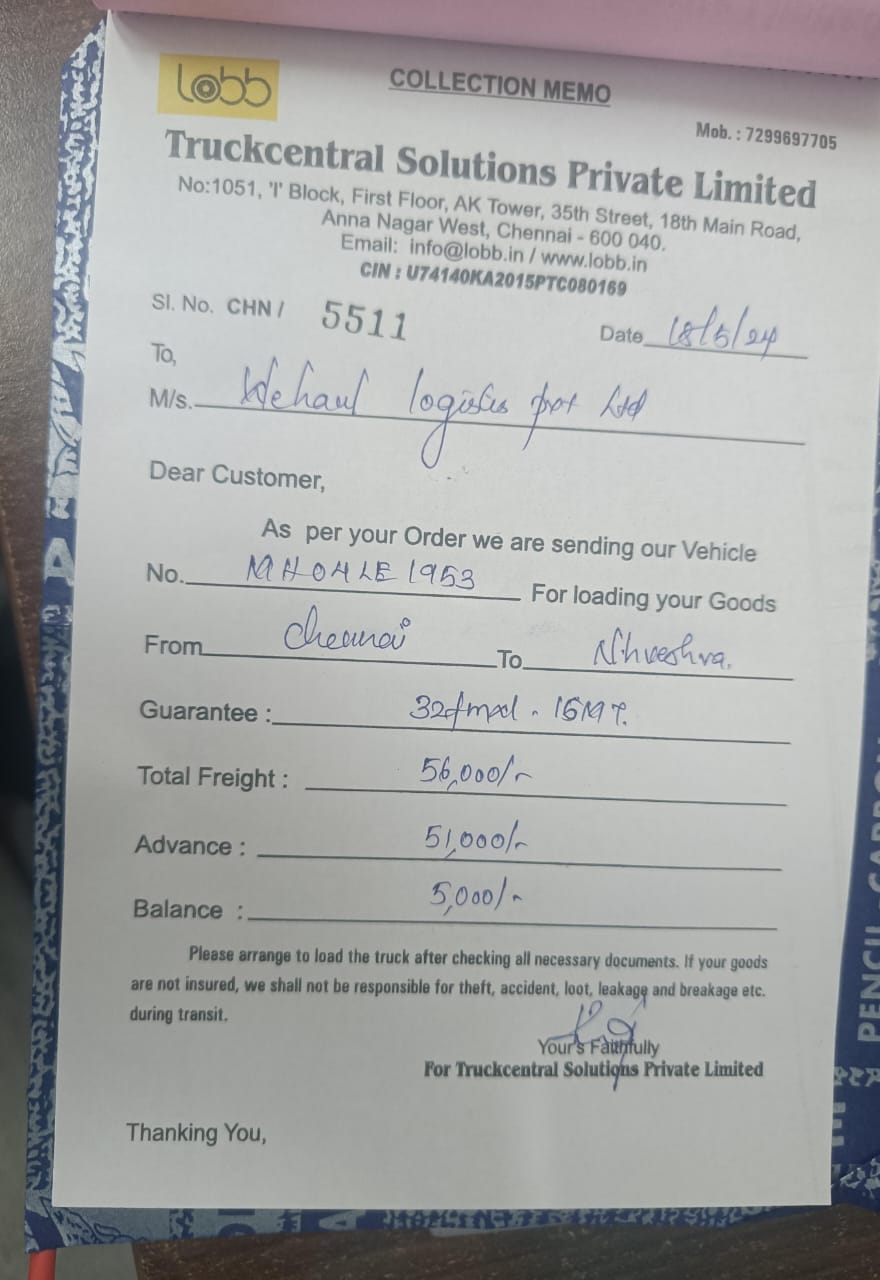 lobb
COLLECTION MEMO
Mob. : 7299697705
Truckcentral Solutions Private Limited
No:1051, 'I' Block, First Floor, AK Tower, 35th Street, 18th Main Road,
Anna Nagar West, Chennai - 600 040.
Email: info@lobb.in / www.lobb.in
CIN : U74140KA2015PTC080169
Sl. No. CHN / 5511
Date 18/5/24
To,
M/s. Wehaul logistics pvt ltd
Dear Customer,
As per your Order we are sending our Vehicle
No. MH04LE1953 For loading your Goods
From Chennai To
Guarantee : 15MT.
Total Freight : 56,000/-
Advance : 51,000/-
Balance : 5,000/-
Please arrange to load the truck after checking all necessary documents. If your goods
are not insured, we shall not be responsible for theft, accident, loot, leakage and breakage etc.
during transit.
Your's Faithfully
For Truckcentral Solutions Private Limited
Thanking You,